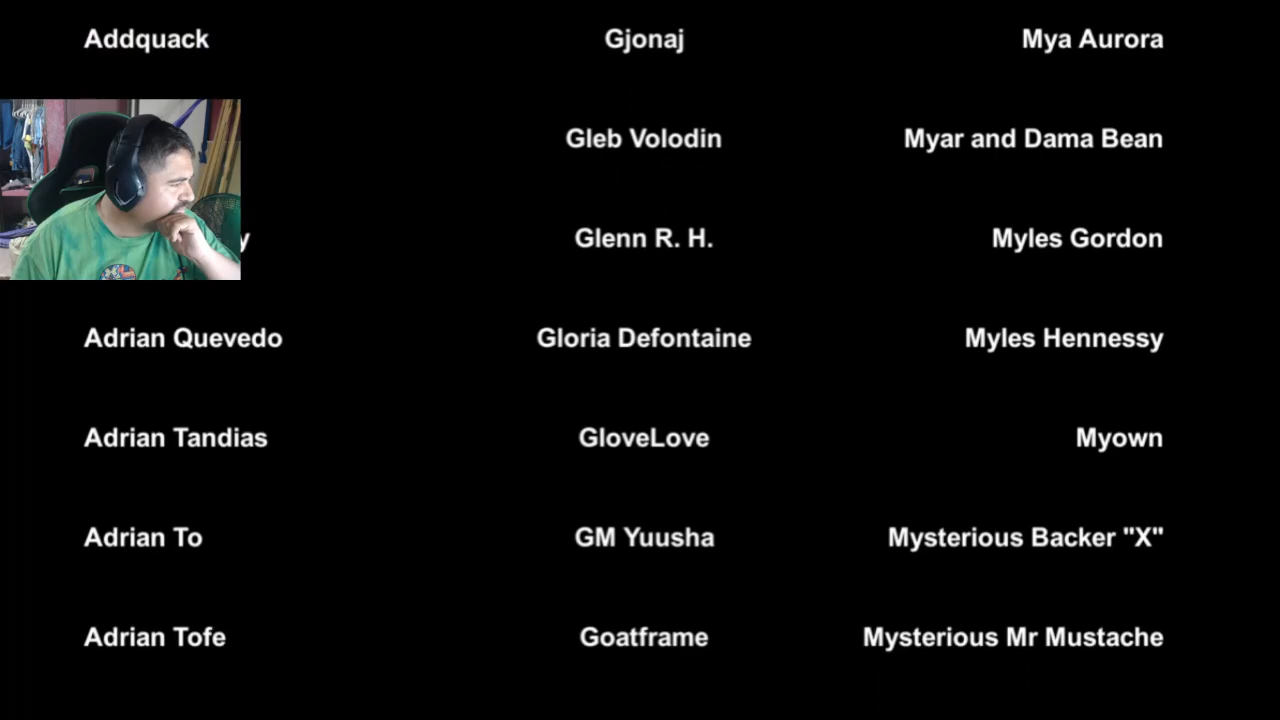 Addquack Gjonaj Mya Aurora
Gleb Volodin Myar and Dama Bean
Glenn R. H. Myles Gordon
Adrian Quevedo Gloria Defontaine Myles Hennessy
Adrian Tandias GloveLove Myown
Adrian To GM Yuusha Mysterious Backer "X"
Adrian Tofe Goatframe Mysterious Mr Mustache